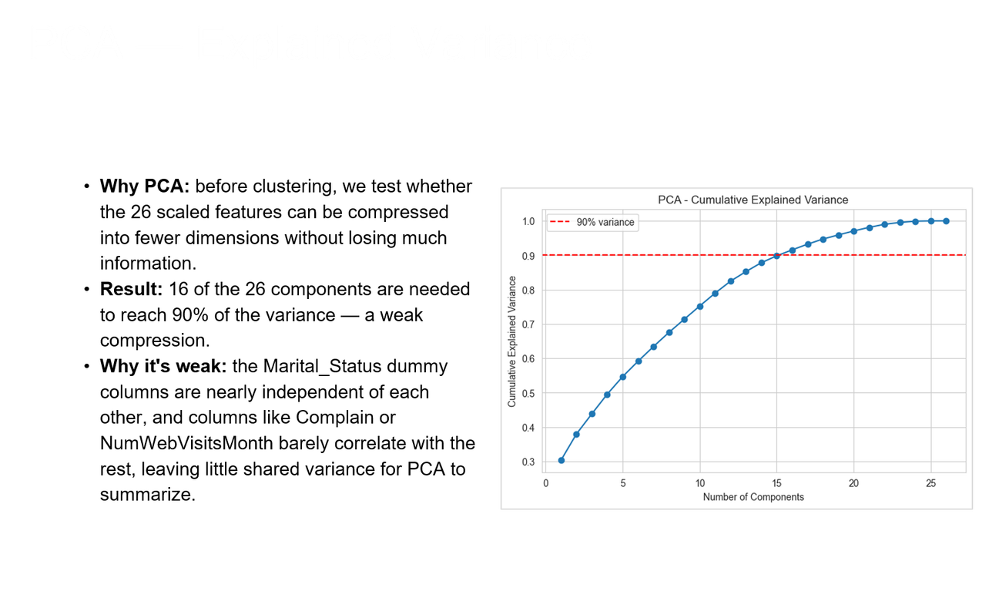 • Why PCA: before clustering, we test whether
the 26 scaled features can be compressed
into fewer dimensions without losing much
information.
• Result: 16 of the 26 components are needed
to reach 90% of the variance — a weak
compression.
• Why it's weak: the Marital_Status dummy
columns are nearly independent of each
other, and columns like Complain or
NumWebVisitsMonth barely correlate with the
rest, leaving little shared variance for PCA to
summarize.
PCA - Cumulative Explained Variance
90% variance
Cumulative Explained Variance
1.0
0.9
0.8
0.7
0.6
0.5
0.4
0.3
0 5 10 15 20 25
Number of Components